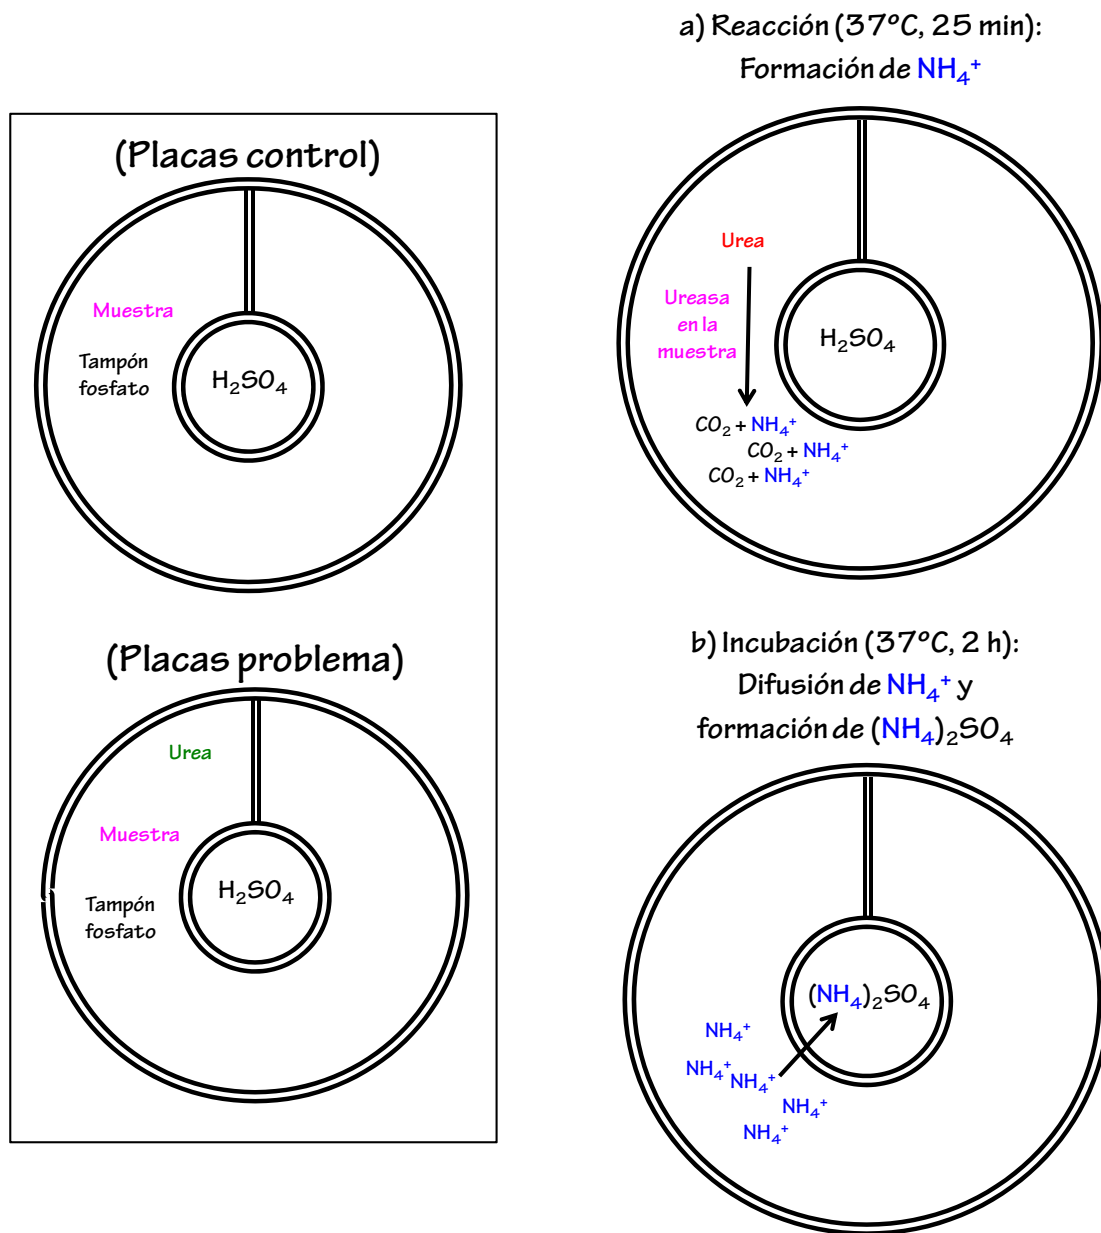 (Placas control)
Muestra
Tampón
fosfato
H₂SO₄
(Placas problema)
Urea
Muestra
Tampón
fosfato
H₂SO₄
a) Reacción (37ºC, 25 min):
Formación de NH₄⁺
Urea
Ureasa
en la
muestra
H₂SO₄
CO₂ + NH₄⁺
CO₂ + NH₄⁺
CO₂ + NH₄⁺
b) Incubación (37ºC, 2 h):
Difusión de NH₄⁺ y
formación de (NH₄)₂SO₄
(NH₄)₂SO₄
NH₄⁺
NH₄⁺
NH₄⁺
NH₄⁺
NH₄⁺